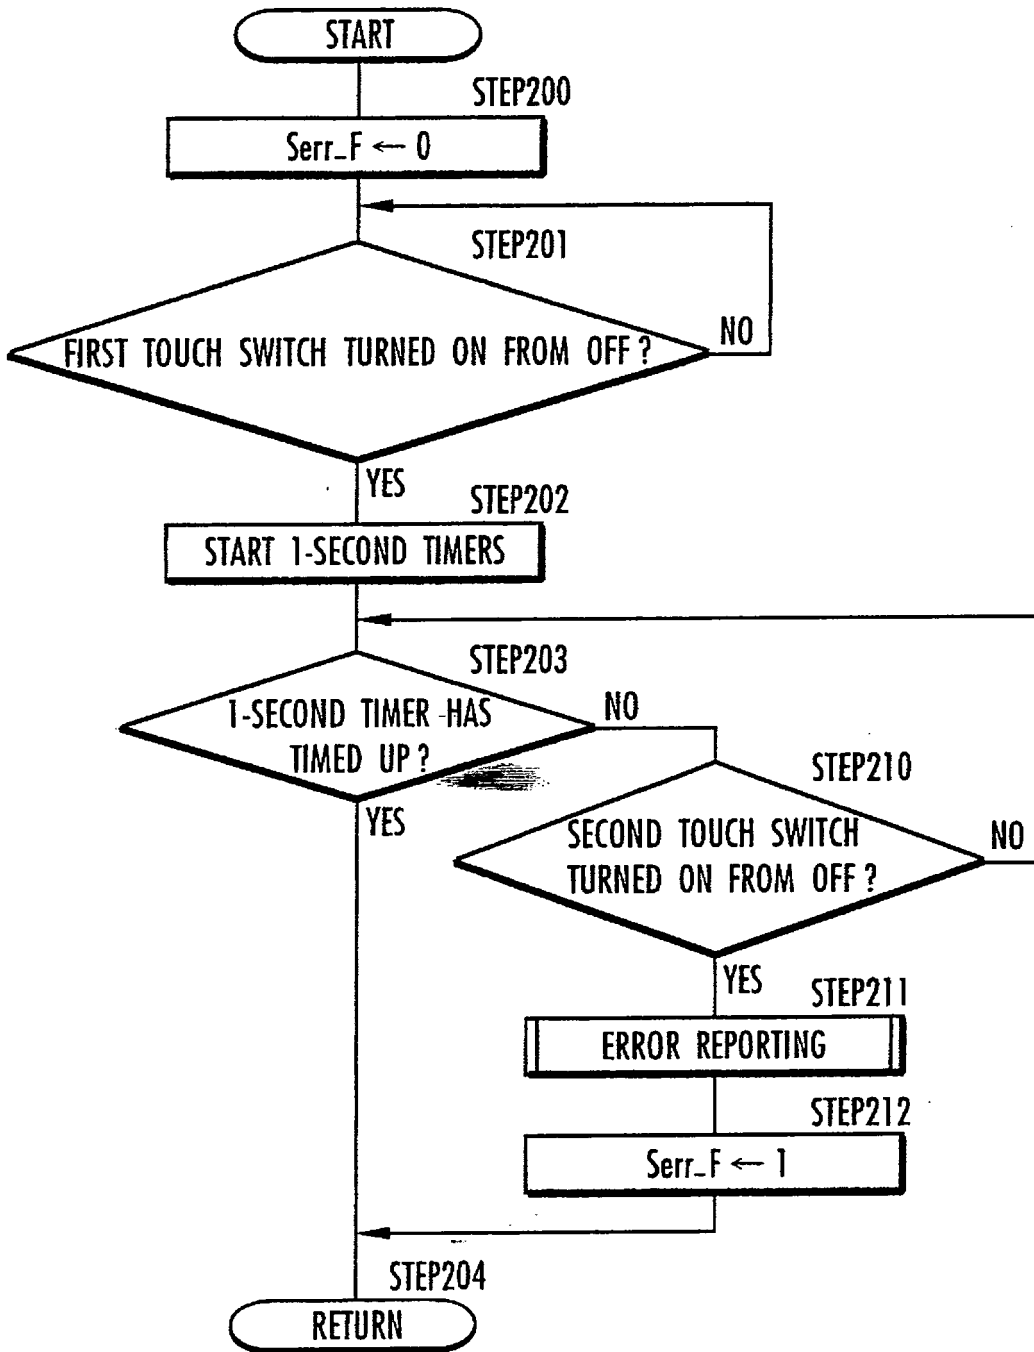 START
STEP200
Serr_F ← 0
STEP201
FIRST TOUCH SWITCH TURNED ON FROM OFF?
NO
YES
STEP202
START 1-SECOND TIMERS
STEP203
1-SECOND TIMER HAS
TIMED UP?
NO
YES
STEP210
SECOND TOUCH SWITCH
TURNED ON FROM OFF?
NO
YES
STEP211
ERROR REPORTING
STEP212
Serr_F ← 1
STEP204
RETURN